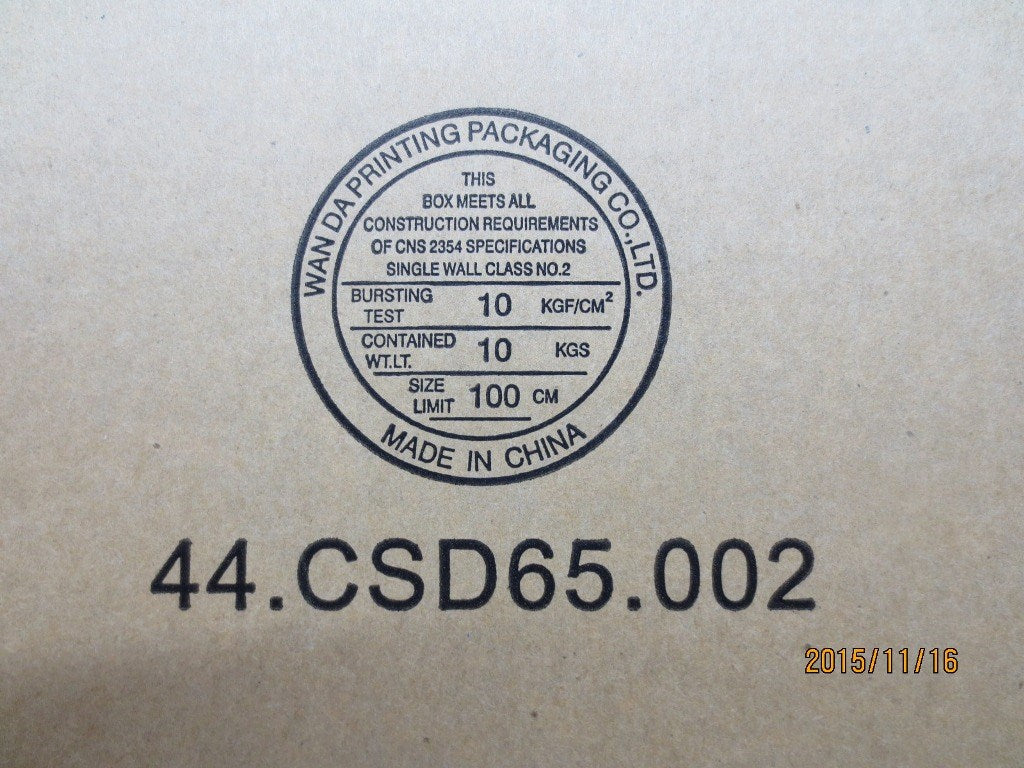 WAN DA PRINTING PACKAGING CO.,LTD.
THIS
BOX MEETS ALL
CONSTRUCTION REQUIREMENTS
OF CNS 2354 SPECIFICATIONS
SINGLE WALL CLASS NO.2
BURSTING TEST 10 KGF/CM²
CONTAINED WT.LT. 10 KGS
SIZE LIMIT 100 CM
MADE IN CHINA
44.CSD65.002
2015/11/16